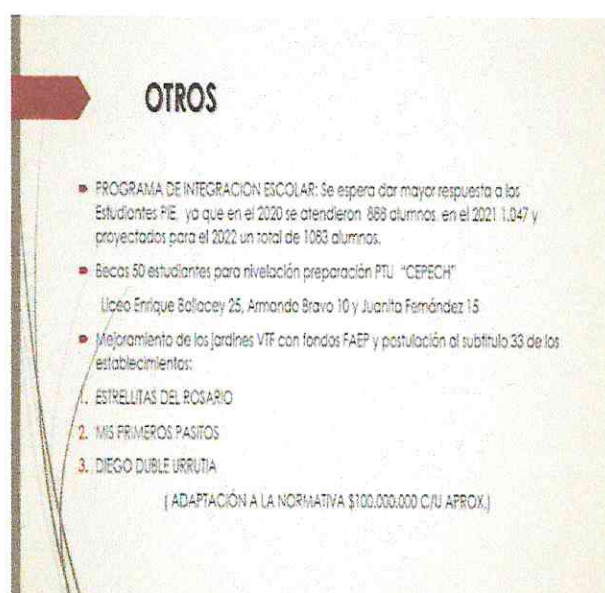 OTROS
PROGRAMA DE INTEGRACION ESCOLAR: Se espera dar mayor respuesta a los
Estudiantes PIE, ya que en el 2020 se atendieron 888 alumnos, en el 2021 1.047 y
proyectados para el 2022 un total de 1083 alumnos.
Becas 50 estudiantes para nivelación preparación PTU "CEPECH"
Liceo Enrique Ballacey 25, Armando Bravo 10 y Juanita Fernández 15
Mejoramiento de los jardines VTF con fondos FAEP y postulación al subtitulo 33 de los
establecimientos:
1. ESTRELLITAS DEL ROSARIO
2. MIS PRIMEROS PASITOS
3. DIEGO DUBLE URRUTIA
( ADAPTACIÓN A LA NORMATIVA $100.000.000 C/U APROX.)